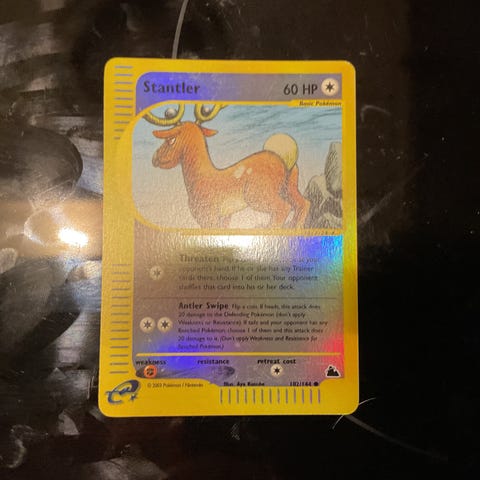 Stantler 60 HP
Basic Pokémon
Threaten
opponent's hand. If he or she has any Trainer
cards there, choose 1 of them. Your opponent
shuffles that card into his or her deck.
Antler Swipe Flip a coin. If heads, this attack does
20 damage to the Defending Pokémon (don't apply
Weakness or Resistance). If tails and your opponent has any
Benched Pokémon, choose 1 of them and this attack does
20 damage to it. (Don't apply Weakness and Resistance for
Benched Pokémon.)
weakness resistance retreat cost
© 2003 Pokémon / Nintendo Illus. 102/144